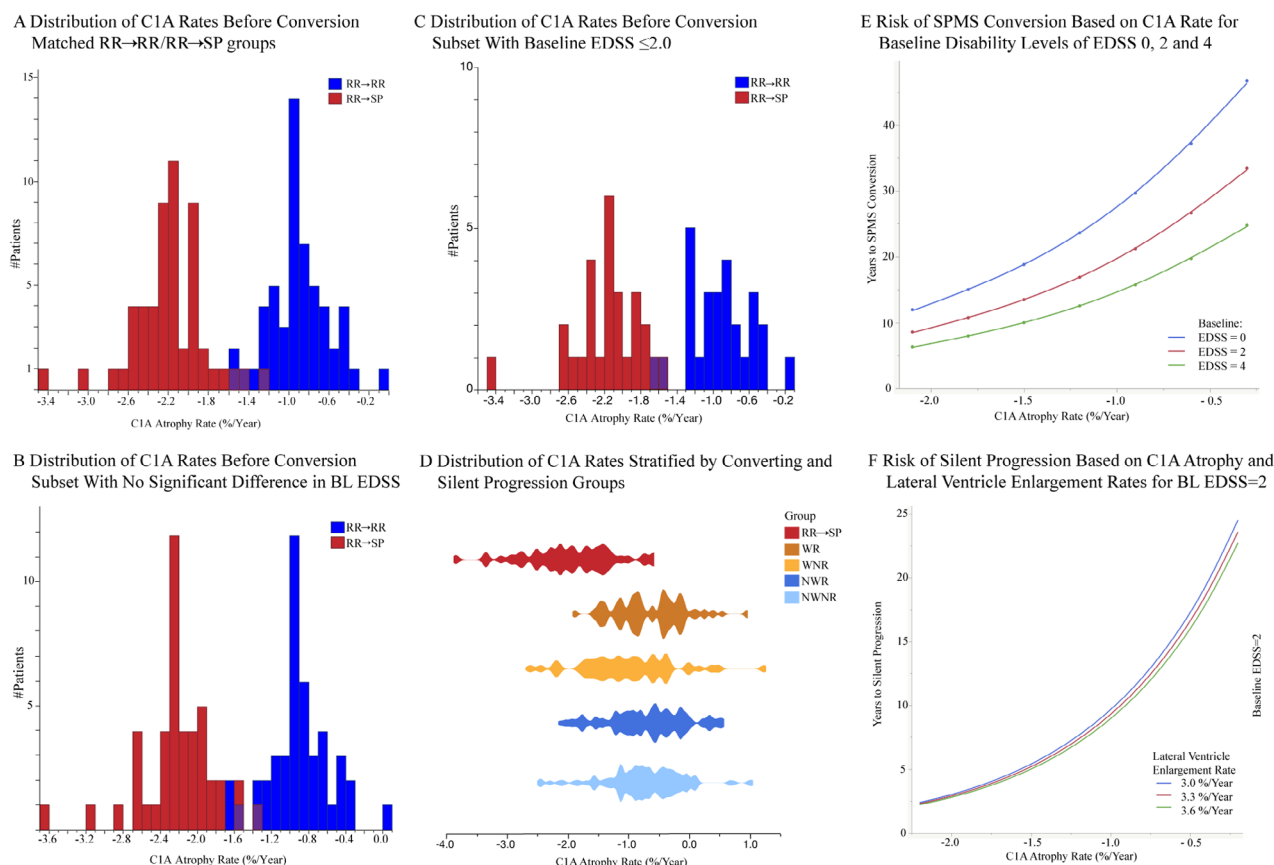 A Distribution of C1A Rates Before Conversion
Matched RR→RR/RR→SP groups
15
10
5
1
#Patients
RR→RR
RR→SP
-3.4
-3.0
-2.6
-2.2
-1.8
-1.4
-1.0
-0.6
-0.2
C1A Atrophy Rate (%/Year)
C Distribution of C1A Rates Before Conversion
Subset With Baseline EDSS ≤2.0
10
5
0
#Patients
RR→RR
RR→SP
-3.4
-3.0
-2.6
-2.2
-1.8
-1.4
-1.0
-0.6
-0.2
C1A Atrophy Rate (%/Year)
E Risk of SPMS Conversion Based on C1A Rate for
Baseline Disability Levels of EDSS 0, 2 and 4
40
30
20
10
0
Years to SPMS Conversion
Baseline:
EDSS = 0
EDSS = 2
EDSS = 4
-2.0
-1.5
-1.0
- 0.5
C1A Atrophy Rate (%/Year)
B Distribution of C1A Rates Before Conversion
Subset With No Significant Difference in BL EDSS
10
5
0
#Patients
RR→RR
RR→SP
-3.6
-3.2
-2.8
-2.4
-2.0
-1.6
-1.2
-0.8
-0.4
0.0
C1A Atrophy Rate (%/Year)
D Distribution of C1A Rates Stratified by Converting and
Silent Progression Groups
Group
RR→SP
WR
WNR
NWR
NWNR
-4.0
-3.0
-2.0
-1.0
0.0
1.0
C1A Atrophy Rate (%/Year)
F Risk of Silent Progression Based on C1A Atrophy and
Lateral Ventricle Enlargement Rates for BL EDSS=2
25
20
15
10
5
0
Years to Silent Progression
Baseline EDSS=2
Lateral Ventricle
Enlargement Rate
3.0 %/Year
3.3 %/Year
3.6 %/Year
-2.0
-1.5
-1.0
- 0.5
C1A Atrophy Rate (%/Year)